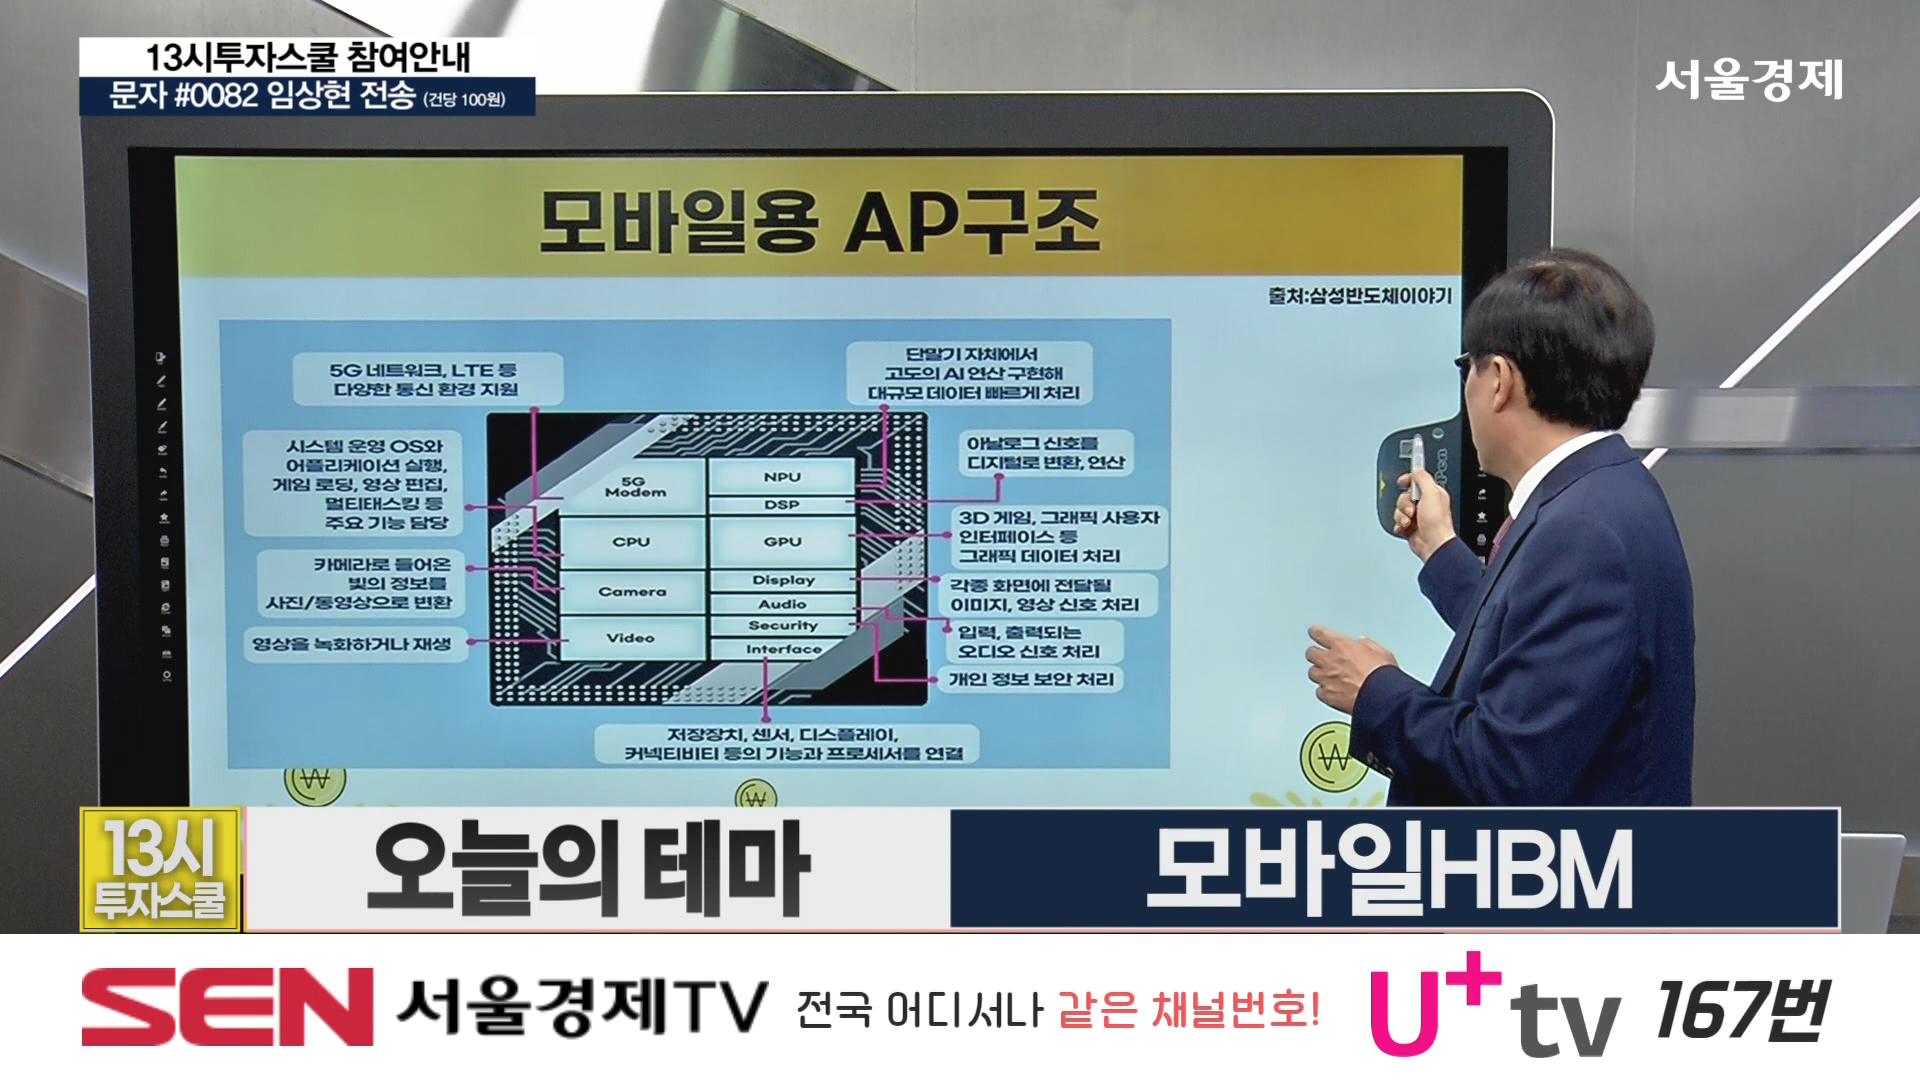 13시투자스쿨 참여안내
문자 #0082 임상현 전송 (건당 100원)
서울경제
모바일용 AP구조
출처:삼성반도체이야기
5G 네트워크, LTE 등
다양한 통신 환경 지원
단말기 자체에서
고도의 AI 연산 구현해
대규모 데이터 빠르게 처리
시스템 운영 OS와
어플리케이션 실행,
게임 로딩, 영상 편집,
멀티태스킹 등
주요 기능 담당
아날로그 신호를
디지털로 변환, 연산
카메라로 들어온
빛의 정보를
사진/동영상으로 변환
3D 게임, 그래픽 사용자
인터페이스 등
그래픽 데이터 처리
각종 화면에 전달될
이미지, 영상 신호 처리
영상을 녹화하거나 재생
입력, 출력되는
오디오 신호 처리
개인 정보 보안 처리
5G
Modem
CPU
Camera
Video
NPU
DSP
GPU
Display
Audio
Security
Interface
저장장치, 센서, 디스플레이,
커넥티비티 등의 기능과 프로세서를 연결
13시
투자스쿨
오늘의 테마
모바일HBM
SEN 서울경제TV 전국 어디서나 같은 채널번호! U+tv 167번